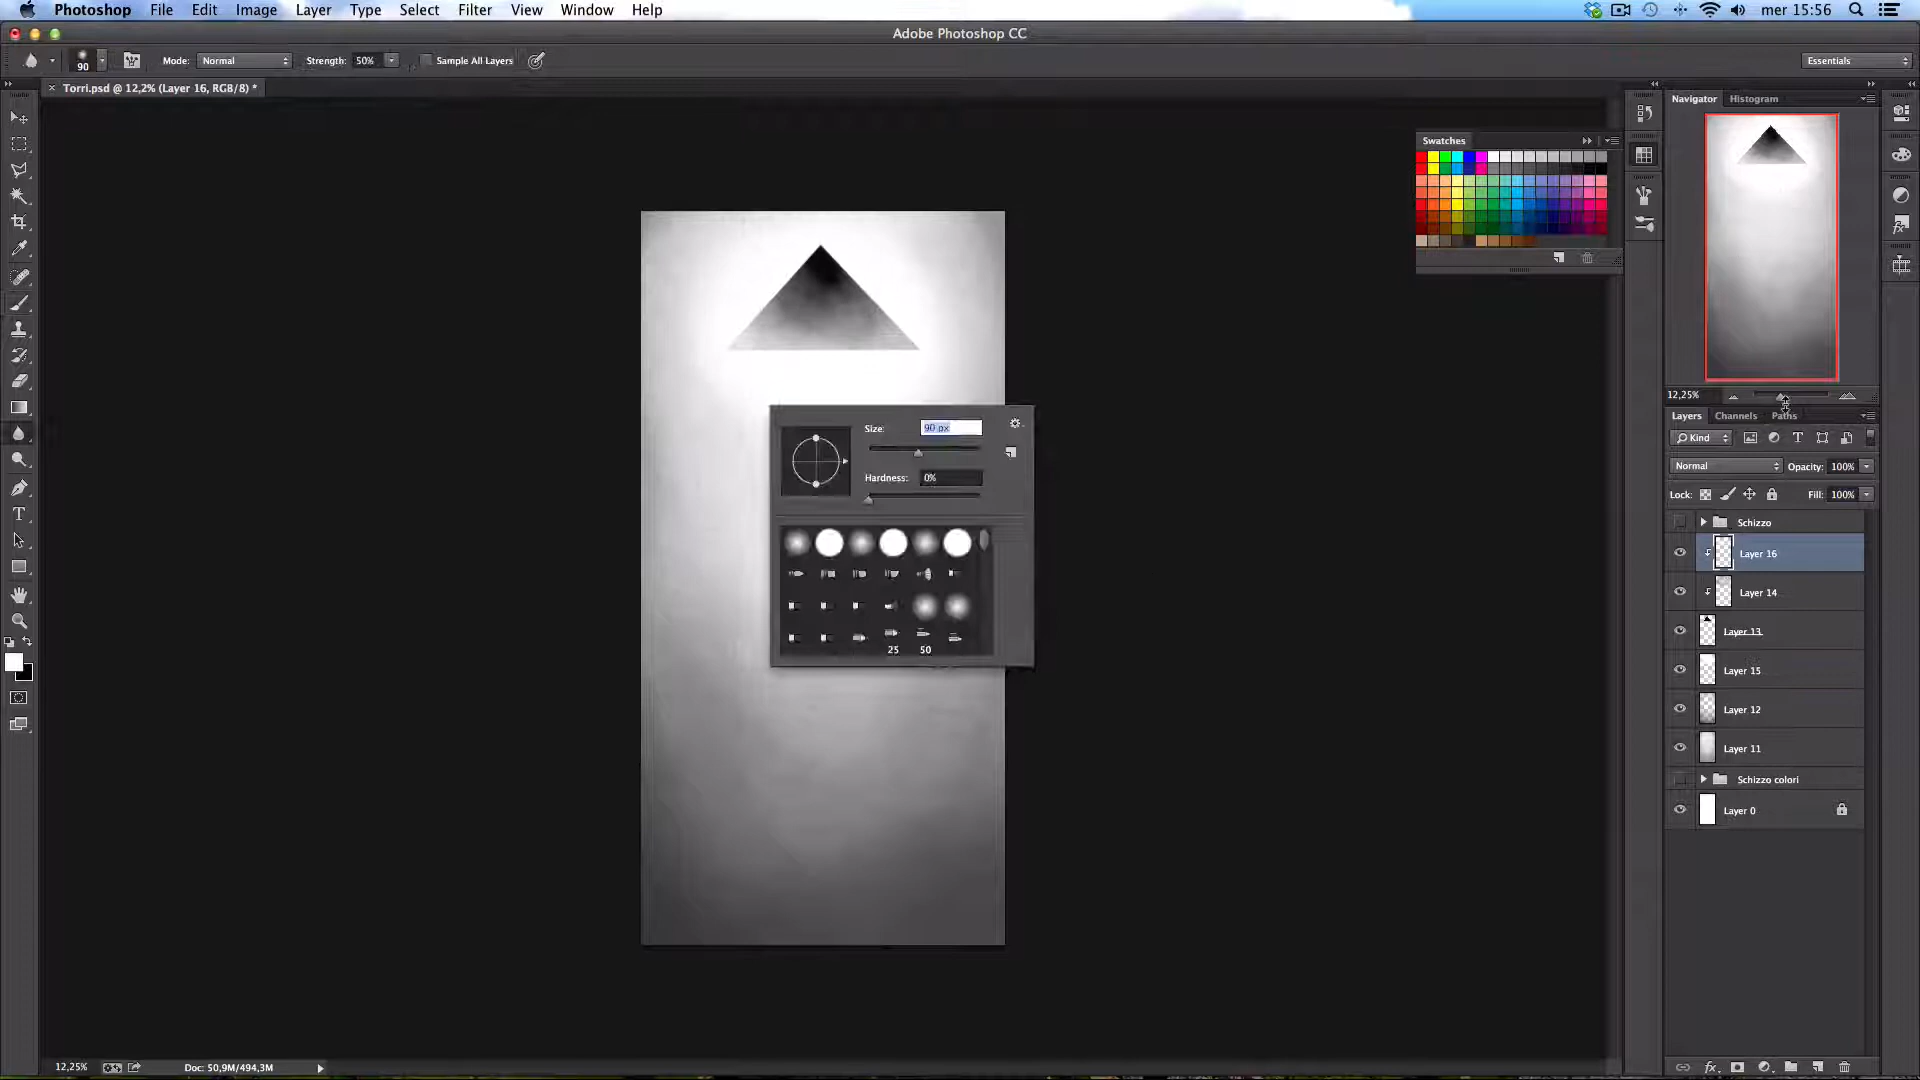 Photoshop File Edit Image Layer Type Select Filter View Window Help mer 15:56
Adobe Photoshop CC
90 Mode: Normal Strength: 50% Sample All Layers Essentials
Torri.psd @ 12,2% (Layer 16, RGB/8) *
Navigator Histogram
Swatches
12,25%
Layers Channels Paths
Size: 90 px
Kind
Normal Opacity: 100%
Hardness: 0%
Lock: Fill: 100%
Schizzo
Layer 16
Layer 14
Layer 13
25 50
Layer 15
Layer 12
Layer 11
Schizzo colori
Layer 0
12,25% Doc: 50,9M/494,3M
fx